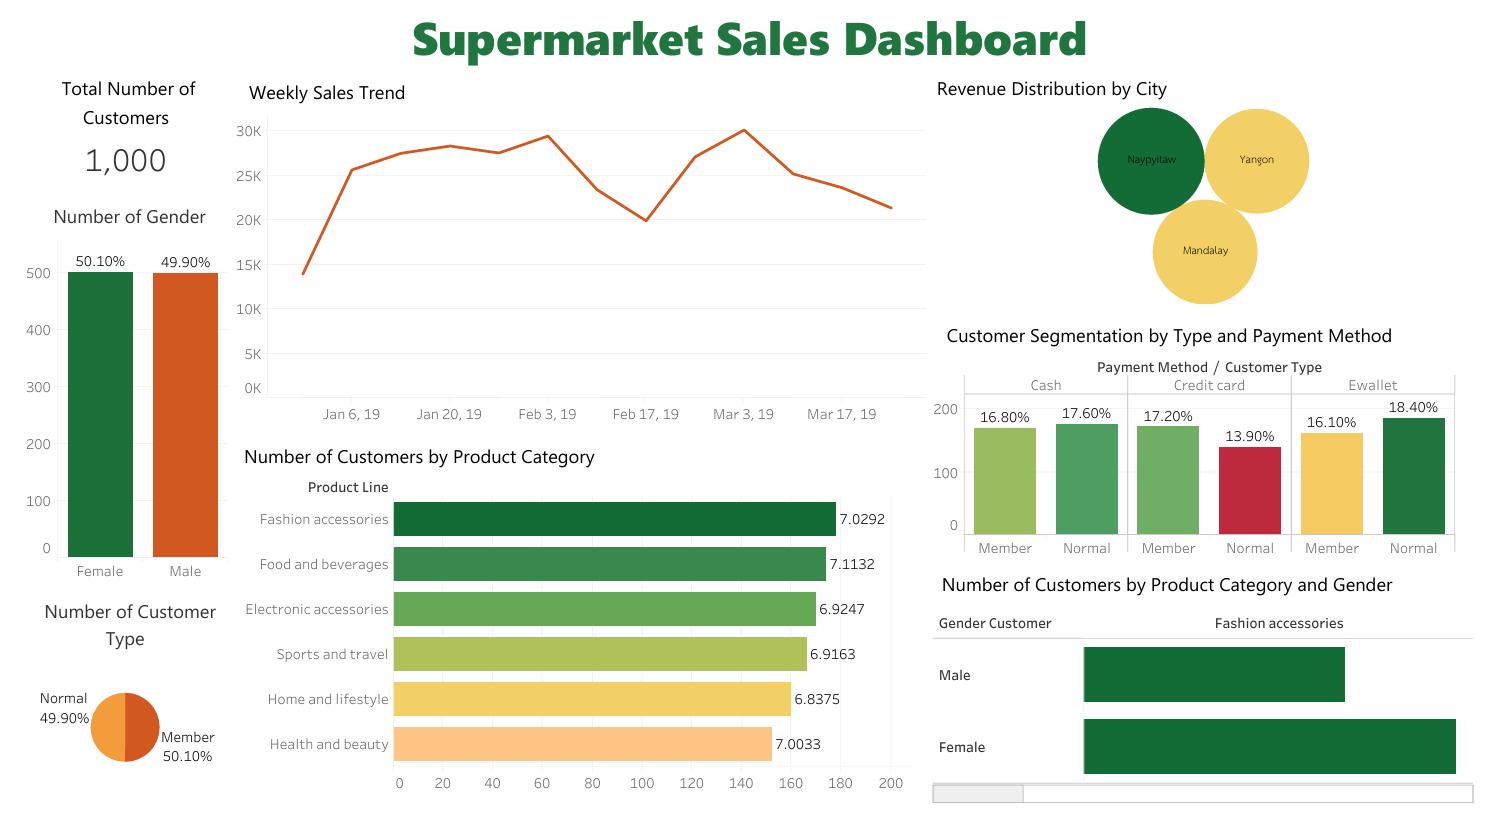 Supermarket Sales Dashboard
Total Number of
Customers
1,000
Number of Gender
50.10%
49.90%
500
400
300
200
100
0
Female
Male
Number of Customer
Type
Normal
49.90%
Member
50.10%
Weekly Sales Trend
30K
25K
20K
15K
10K
5K
0K
Jan 6, 19
Jan 20, 19
Feb 3, 19
Feb 17, 19
Mar 3, 19
Mar 17, 19
Number of Customers by Product Category
Product Line
Fashion accessories 7.0292
Food and beverages 7.1132
Electronic accessories 6.9247
Sports and travel 6.9163
Home and lifestyle 6.8375
Health and beauty 7.0033
0 20 40 60 80 100 120 140 160 180 200
Revenue Distribution by City
Naypyitaw
Yangon
Mandalay
Customer Segmentation by Type and Payment Method
Payment Method / Customer Type
Cash Credit card Ewallet
200
100
0
16.80% 17.60% 17.20% 13.90% 16.10% 18.40%
Member Normal Member Normal Member Normal
Number of Customers by Product Category and Gender
Gender Customer Fashion accessories
Male
Female